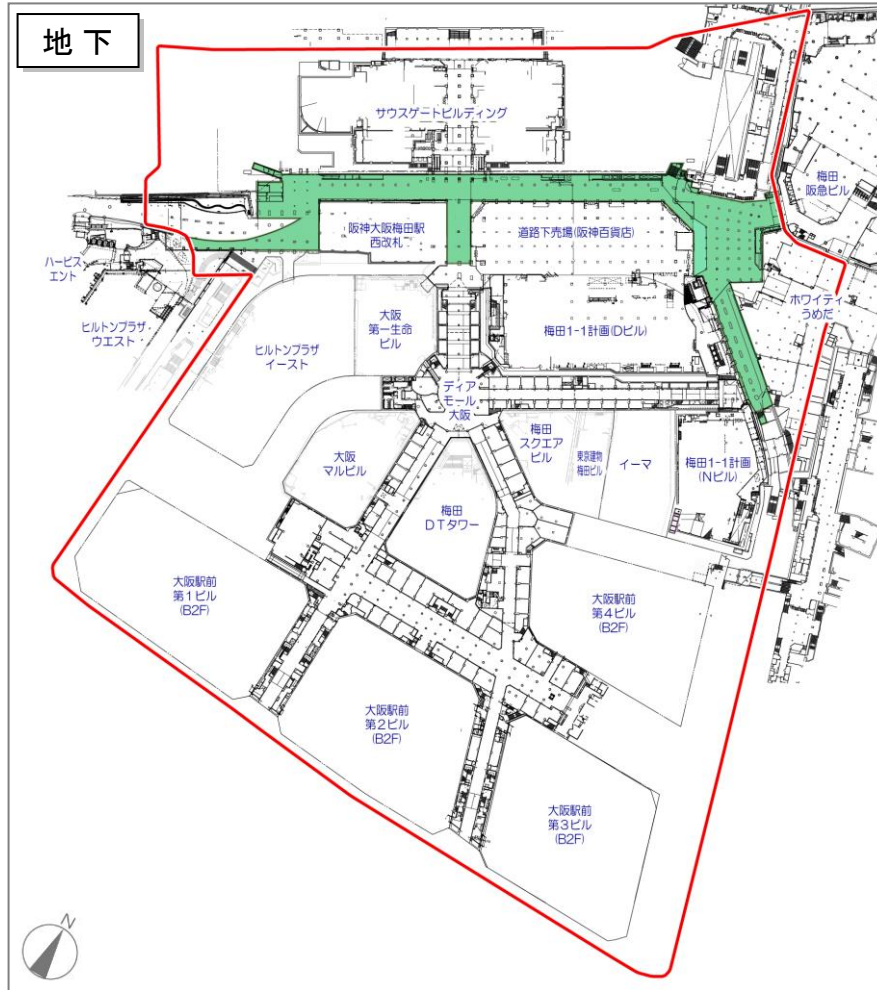 地下
サウスゲートビルディング
梅田
阪急ビル
阪神大阪梅田駅
西改札
道路下売場(阪神百貨店)
ハービス
エント
ヒルトンプラザ
ウエスト
ヒルトンプラザ
イースト
大阪
第一生命
ビル
梅田1-1計画(Dビル)
ホワイティ
うめだ
ディア
モール
大阪
大阪
マルビル
梅田
DTタワー
梅田
スクエア
ビル
東京建物
梅田ビル
イーマ
梅田1-1計画
(Nビル)
大阪駅前
第1ビル
(B2F)
大阪駅前
第4ビル
(B2F)
大阪駅前
第2ビル
(B2F)
大阪駅前
第3ビル
(B2F)
N